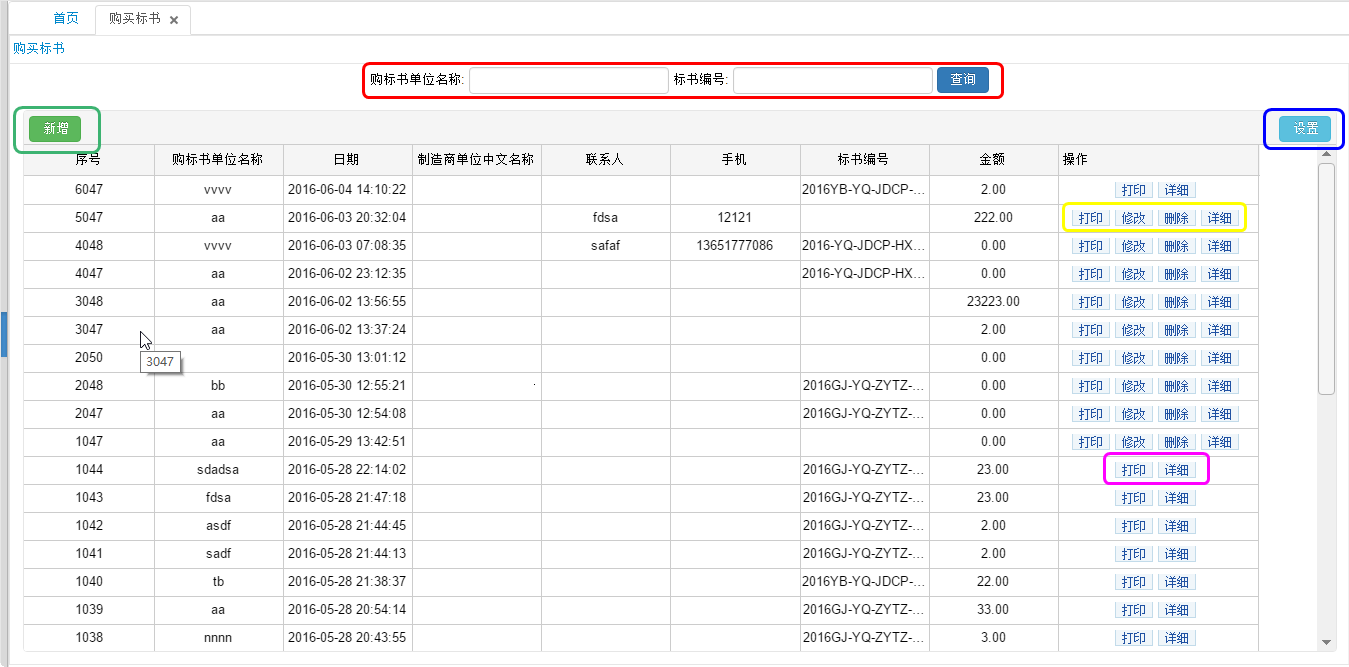 首页 购买标书 ×
购买标书
购标书单位名称: 标书编号: 查询
新增 设置
序号 购标书单位名称 日期 制造商单位中文名称 联系人 手机 标书编号 金额 操作
6047 vvvv 2016-06-04 14:10:22 2016YB-YQ-JDCP-... 2.00 打印 详细
5047 aa 2016-06-03 20:32:04 fdsa 12121 222.00 打印 修改 删除 详细
4048 vvvv 2016-06-03 07:08:35 safaf 13651777086 2016-YQ-JDCP-HX... 0.00 打印 修改 删除 详细
4047 aa 2016-06-02 23:12:35 2016-YQ-JDCP-HX... 0.00 打印 修改 删除 详细
3048 aa 2016-06-02 13:56:55 23223.00 打印 修改 删除 详细
3047 aa 2016-06-02 13:37:24 2.00 打印 修改 删除 详细
2050 2016-05-30 13:01:12 0.00 打印 修改 删除 详细
3047
2048 bb 2016-05-30 12:55:21 2016GJ-YQ-ZYTZ-... 0.00 打印 修改 删除 详细
2047 aa 2016-05-30 12:54:08 2016GJ-YQ-ZYTZ-... 0.00 打印 修改 删除 详细
1047 aa 2016-05-29 13:42:51 0.00 打印 修改 删除 详细
1044 sdadsa 2016-05-28 22:14:02 2016GJ-YQ-ZYTZ-... 23.00 打印 详细
1043 fdsa 2016-05-28 21:47:18 2016GJ-YQ-ZYTZ-... 23.00 打印 详细
1042 asdf 2016-05-28 21:44:45 2016GJ-YQ-ZYTZ-... 2.00 打印 详细
1041 sadf 2016-05-28 21:44:13 2016GJ-YQ-ZYTZ-... 2.00 打印 详细
1040 tb 2016-05-28 21:38:37 2016YB-YQ-JDCP-... 22.00 打印 详细
1039 aa 2016-05-28 20:54:14 2016GJ-YQ-ZYTZ-... 33.00 打印 详细
1038 nnnn 2016-05-28 20:43:55 2016GJ-YQ-ZYTZ-... 3.00 打印 详细